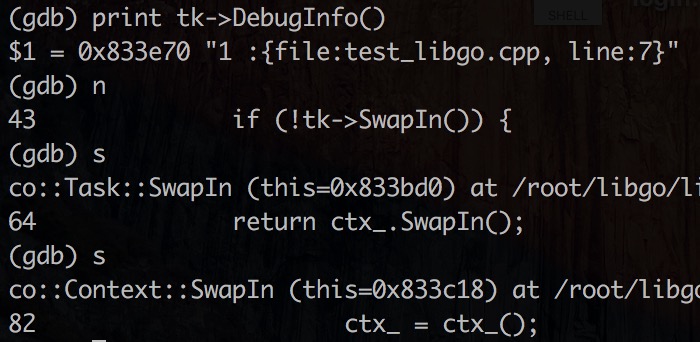 SHELL
(gdb) print tk->DebugInfo()
$1 = 0x833e70 "1 :{file:test_libgo.cpp, line:7}"
(gdb) n
43 if (!tk->SwapIn()) {
(gdb) s
co::Task::SwapIn (this=0x833bd0) at /root/libgo/li
64 return ctx_.SwapIn();
(gdb) s
co::Context::SwapIn (this=0x833c18) at /root/libgo
82 ctx_ = ctx_();